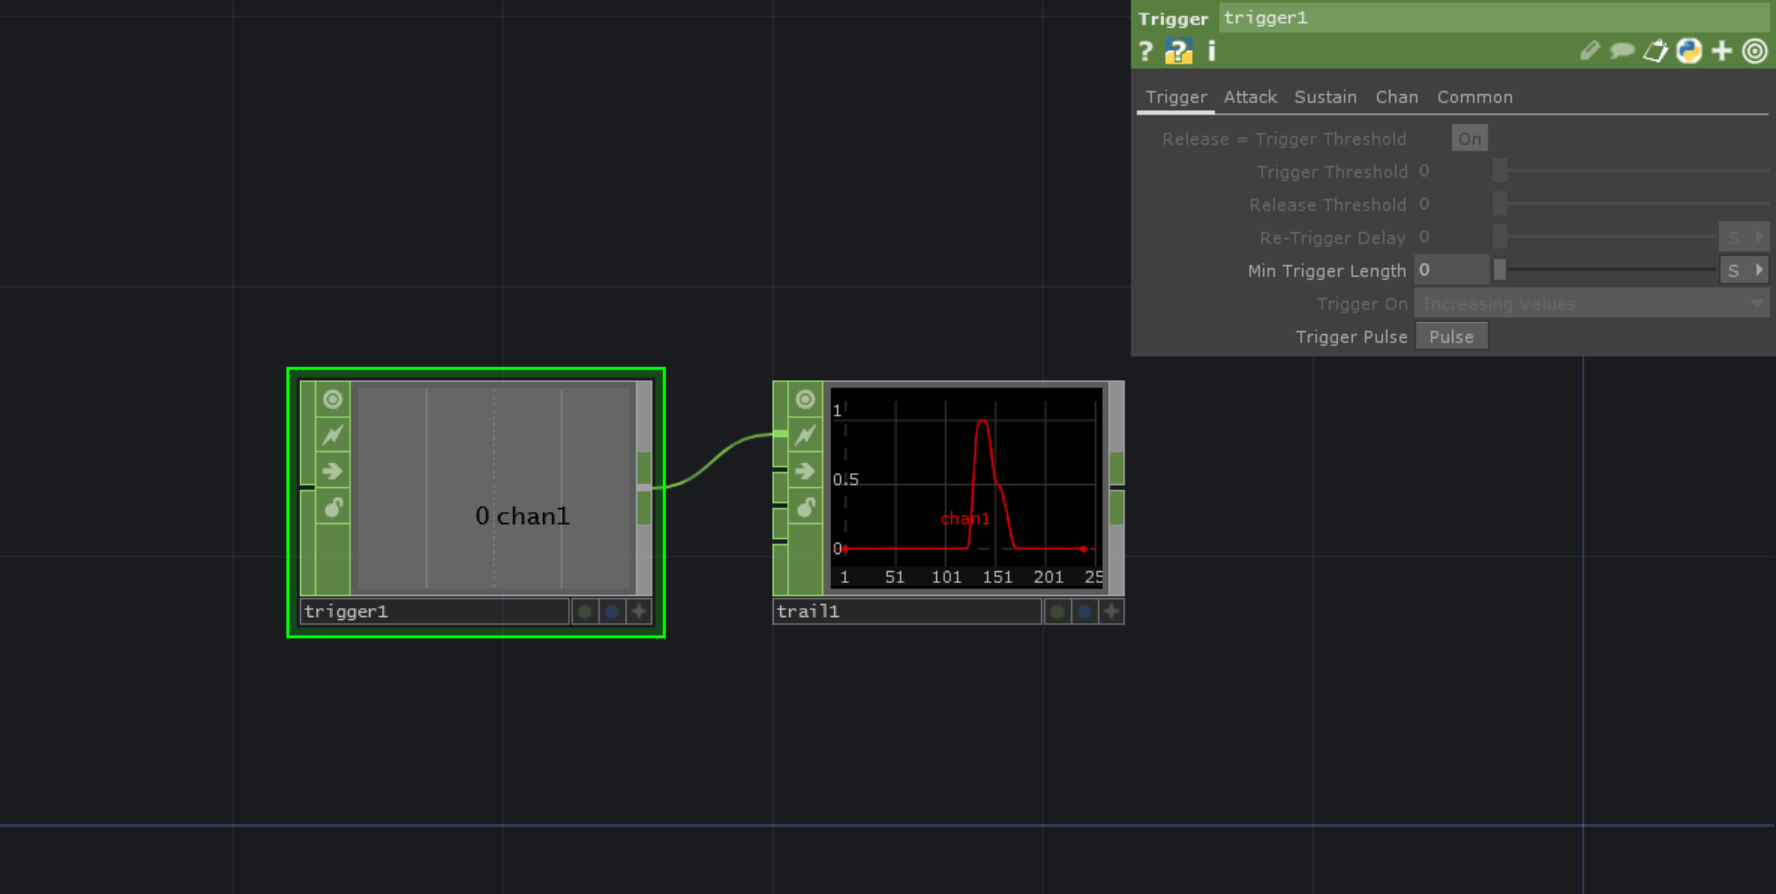 Trigger trigger1
? ? i
Trigger Attack Sustain Chan Common
Release = Trigger Threshold On
Trigger Threshold 0
Release Threshold 0
Re-Trigger Delay 0 S
Min Trigger Length 0 S
Trigger On Increasing Values
Trigger Pulse Pulse
0 chan1
trigger1
1
0.5
chan1
0
1 51 101 151 201 25
trail1